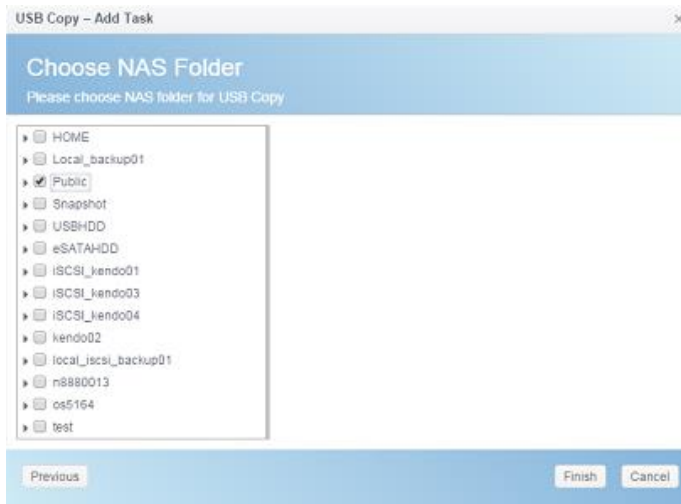 USB Copy – Add Task
Choose NAS Folder
Please choose NAS folder for USB Copy
HOME
Local_backup01
Public
Snapshot
USBHDD
eSATAHDD
iSCSI_kendo01
iSCSI_kendo03
iSCSI_kendo04
kendo02
local_iscsi_backup01
n8880013
os5164
test
Previous
Finish
Cancel